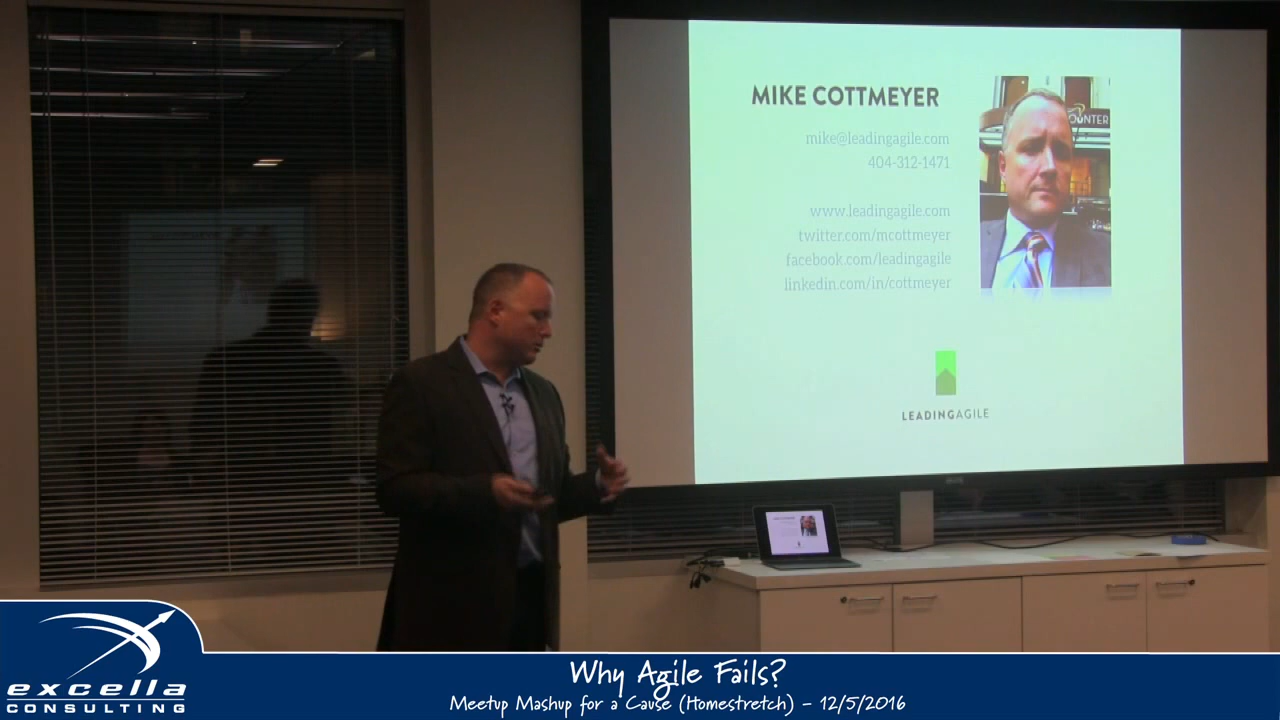 MIKE COTTMEYER
mike@leadingagile.com
404-312-1471
www.leadingagile.com
twitter.com/mcottmeyer
facebook.com/leadingagile
linkedin.com/in/cottmeyer
LEADINGAGILE
excella
CONSULTING
Why Agile Fails?
Meetup Mashup for a Cause (Homestretch) - 12/5/2016